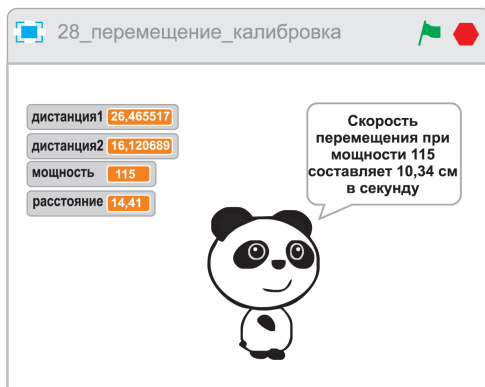 28_перемещение_калибровка
дистанция1 26,465517
дистанция2 16,120689
мощность 115
расстояние 14,41
Скорость
перемещения при
мощности 115
составляет 10,34 см
в секунду